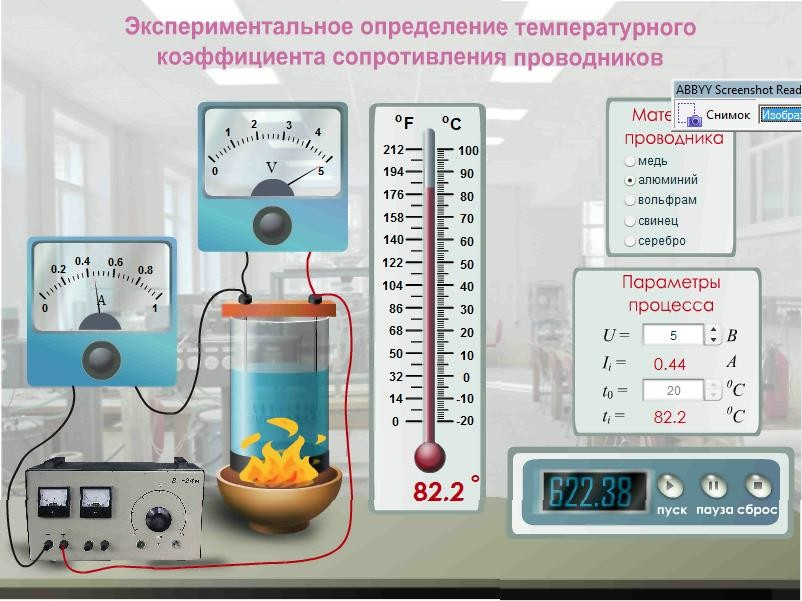 Экспериментальное определение температурного
коэффициента сопротивления проводников
ABBYY Screenshot Read
Снимок
Изображ
Мате
проводника
медь
алюминий
вольфрам
свинец
серебро
0 1 2 3 4 5
V
0 0.2 0.4 0.6 0.8 1
A
°F °C
212 100
194 90
176 80
158 70
140 60
122 50
104 40
86 30
68 20
50 10
32 0
14 -10
0 -20
82.2 °
Параметры
процесса
U = 5 В
Ii = 0.44 А
t0 = 20 ⁰C
ti = 82.2 ⁰C
622.38
пуск пауза сброс